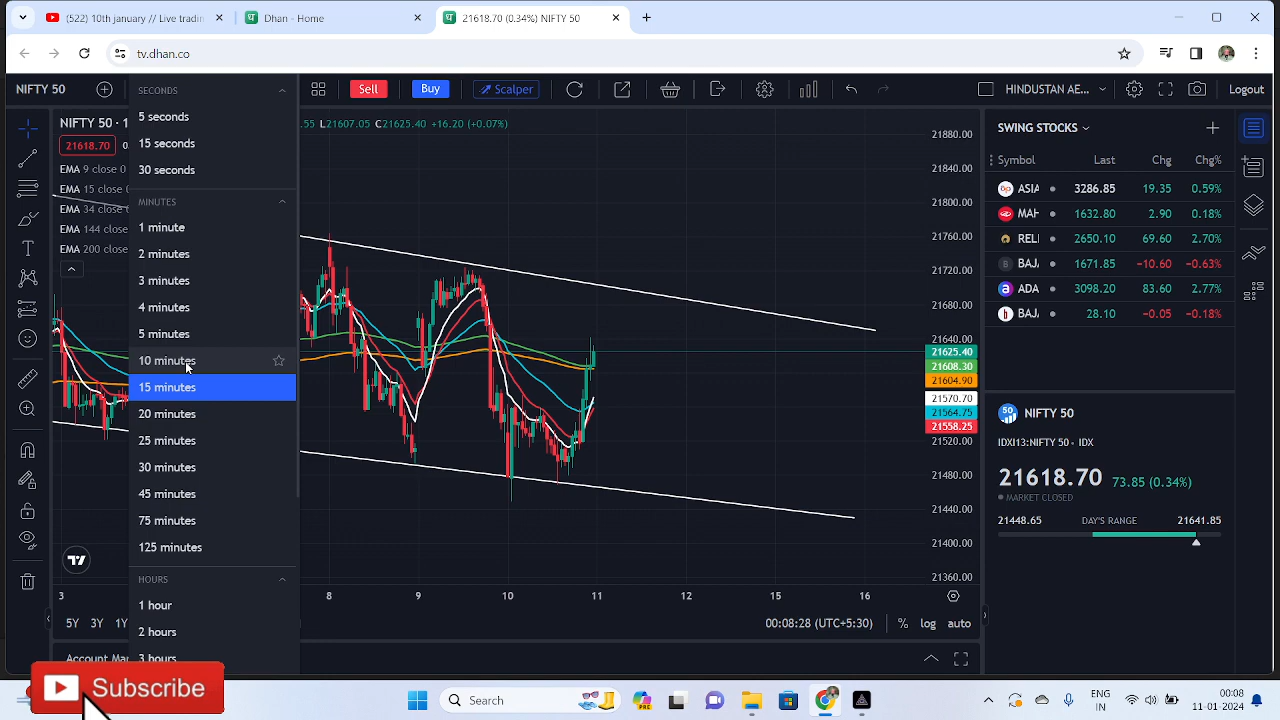 (522) 10th january // Live trading
Dhan - Home
21618.70 (0.34%) NIFTY 50
tv.dhan.co
NIFTY 50
Sell
Buy
Scalper
HINDUSTAN AE...
Logout
SECONDS
5 seconds
15 seconds
30 seconds
MINUTES
1 minute
2 minutes
3 minutes
4 minutes
5 minutes
10 minutes
15 minutes
20 minutes
25 minutes
30 minutes
45 minutes
75 minutes
125 minutes
HOURS
1 hour
2 hours
3 hours
NIFTY 50 · 1
.55 L21607.05 C21625.40 +16.20 (+0.07%)
21618.70
EMA 9 close 0
EMA 15 close
EMA 34 close
EMA 144 close
EMA 200 close
21880.00
21840.00
21800.00
21760.00
21720.00
21680.00
21640.00
21625.40
21608.30
21604.90
21570.70
21564.75
21558.25
21520.00
21480.00
21440.00
21400.00
21360.00
3 8 9 10 11 12 15 16
5Y 3Y 1Y
00:08:28 (UTC+5:30) % log auto
Account Ma
SWING STOCKS
Symbol Last Chg Chg%
ASIA 3286.85 19.35 0.59%
MAH 1632.80 2.90 0.18%
RELI 2650.10 69.60 2.70%
BAJA 1671.85 -10.60 -0.63%
ADA 3098.20 83.60 2.77%
BAJA 28.10 -0.05 -0.18%
50
NIFTY 50
IDXI13:NIFTY 50 · IDX
21618.70 73.85 (0.34%)
MARKET CLOSED
21448.65 DAY'S RANGE 21641.85
Subscribe
Search
PRE
ENG
IN
00:08
11-01-2024